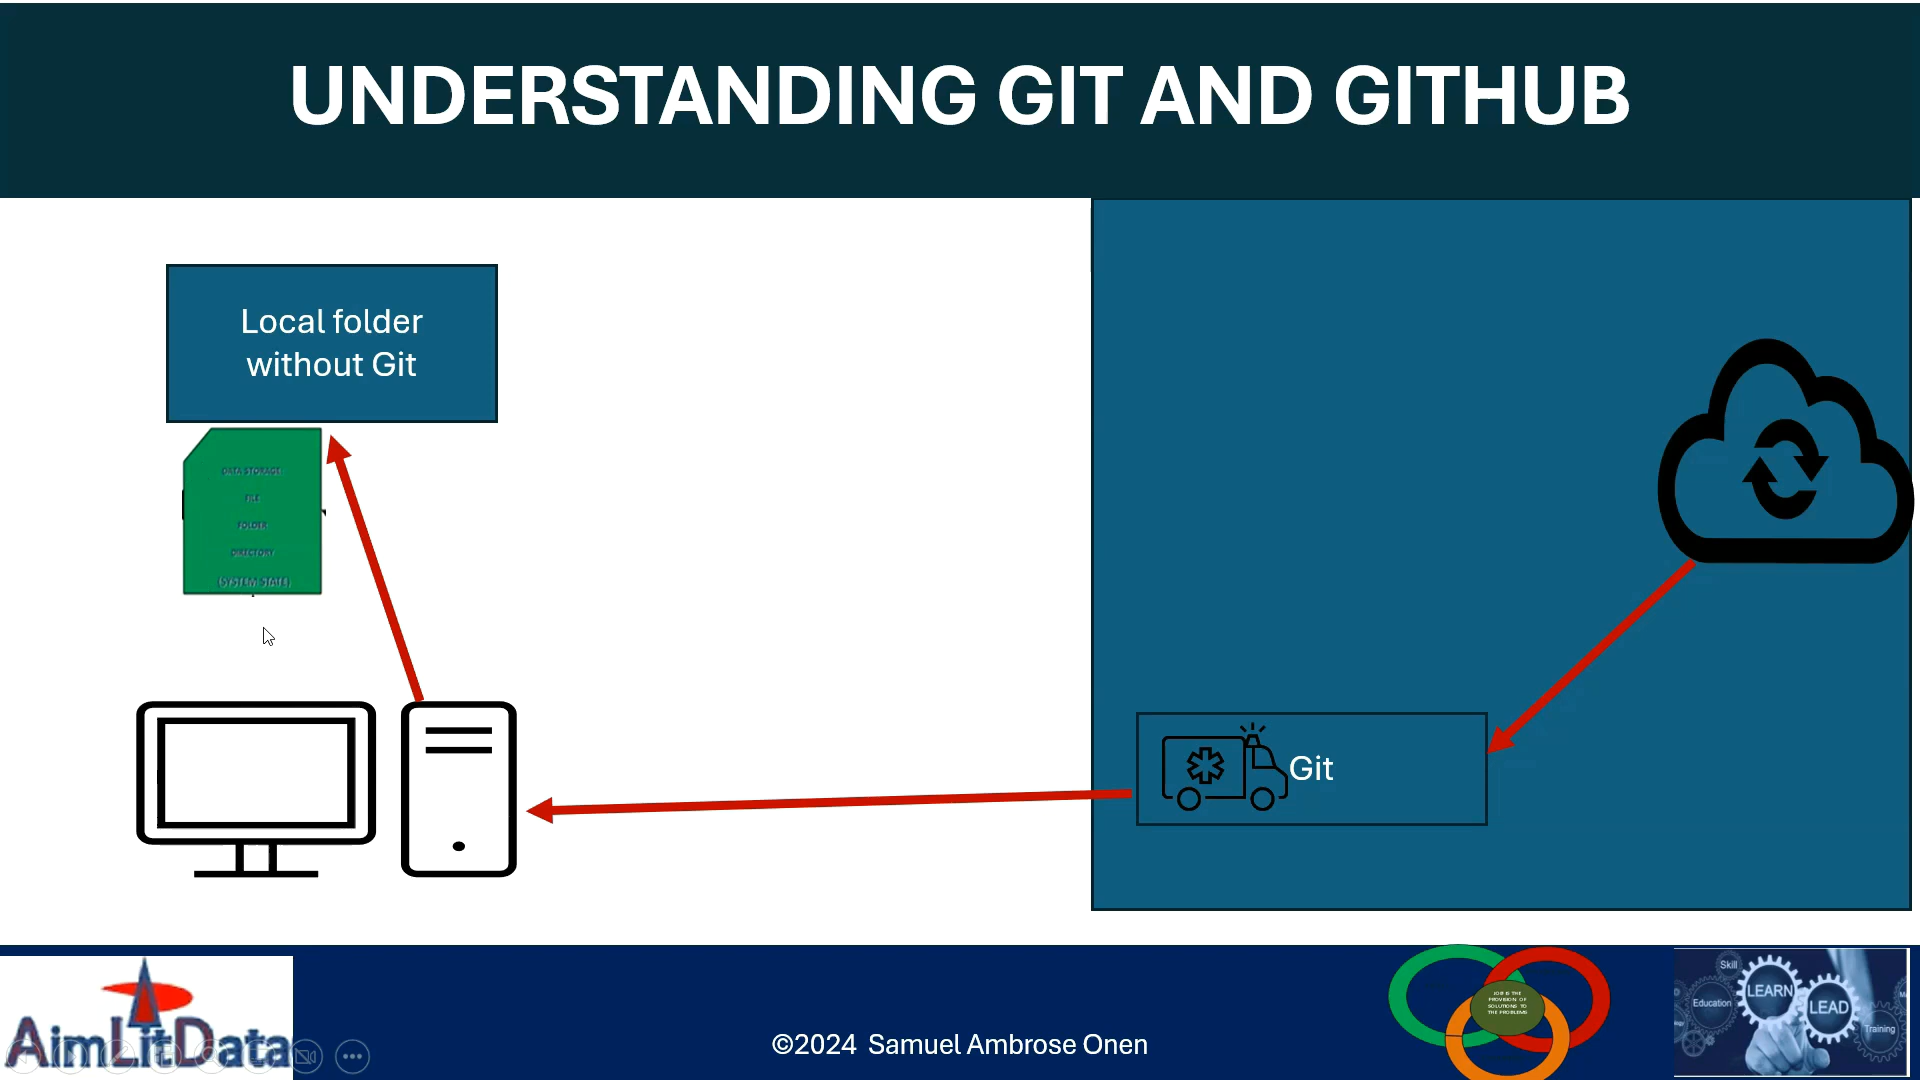 UNDERSTANDING GIT AND GITHUB
Local folder
without Git
DATA STORAGE
FILE
FOLDER
DIRECTORY
(SYSTEM STATE)
Git
AimLitData
©2024 Samuel Ambrose Onen
JOB IS THE
PROVISION OF
SOLUTIONS TO
THE PROBLEMS
Skill
LEARN
Education
LEAD
Training